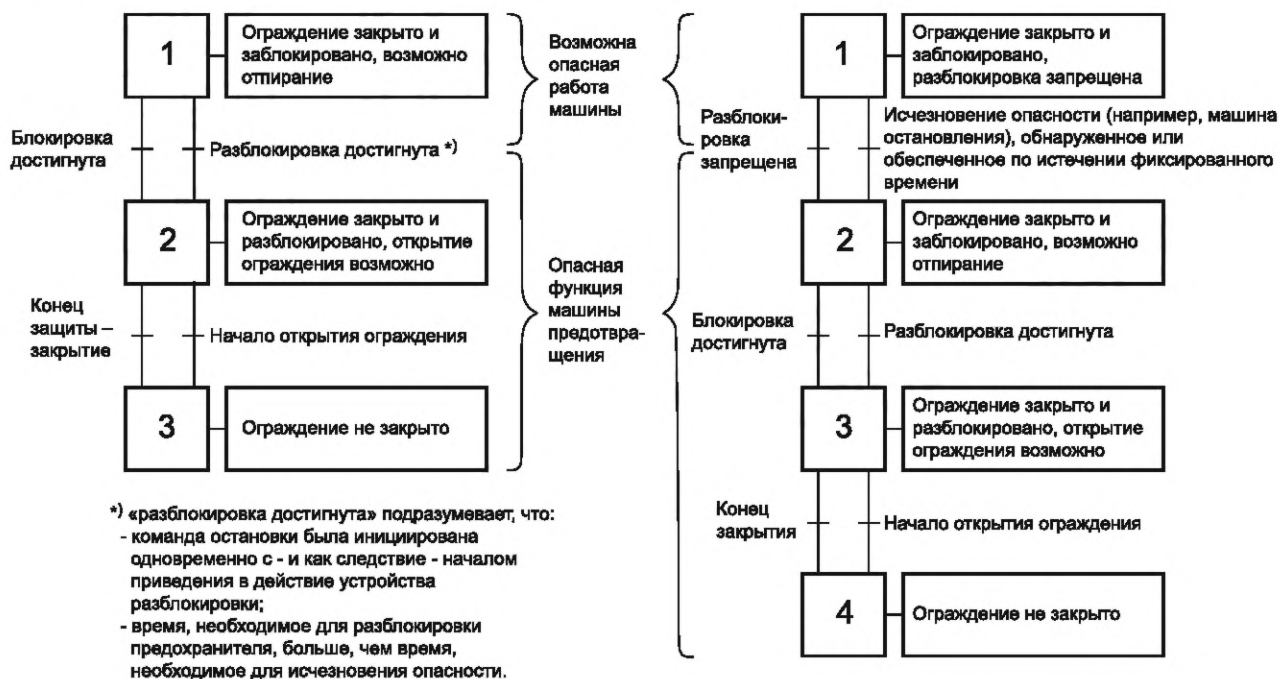 1
Ограждение закрыто и
заблокировано, возможно
отпирание
Блокировка
достигнута
Разблокировка достигнута *)
2
Ограждение закрыто и
разблокировано, открытие
ограждения возможно
Конец
защиты –
закрытие
Начало открытия ограждения
3
Ограждение не закрыто
*) «разблокировка достигнута» подразумевает, что:
- команда остановки была инициирована
одновременно с - и как следствие - началом
приведения в действие устройства
разблокировки;
- время, необходимое для разблокировки
предохранителя, больше, чем время,
необходимое для исчезновения опасности.
Возможна
опасная
работа
машины
Опасная
функция
машины
предотвра-
щения
1
Ограждение закрыто и
заблокировано,
разблокировка запрещена
Разблоки-
ровка
запрещена
Исчезновение опасности (например, машина
остановления), обнаруженное или
обеспеченное по истечении фиксированного
времени
2
Ограждение закрыто и
заблокировано, возможно
отпирание
Блокировка
достигнута
Разблокировка достигнута
3
Ограждение закрыто и
разблокировано, открытие
ограждения возможно
Конец
закрытия
Начало открытия ограждения
4
Ограждение не закрыто